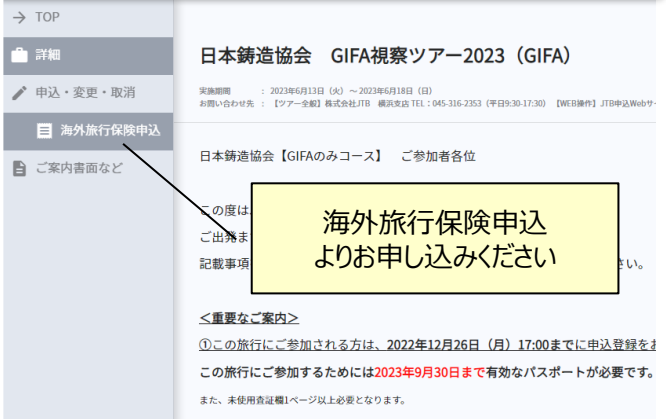 TOP
詳細
申込・変更・取消
海外旅行保険申込
ご案内書面など
日本鋳造協会 GIFA視察ツアー2023（GIFA）
実施期間 : 2023年6月13日（火）～2023年6月18日（日）
お問い合わせ先 : 【ツアー全般】株式会社JTB 横浜支店 TEL：045-316-2353（平日9:30-17:30）【WEB操作】JTB申込Webサ
日本鋳造協会【GIFAのみコース】 ご参加者各位
この度は
ご出発ま
記載事項
さい。
海外旅行保険申込
よりお申し込みください
＜重要なご案内＞
①この旅行にご参加される方は、2022年12月26日（月）17:00までに申込登録をお
この旅行にご参加するためには2023年9月30日まで有効なパスポートが必要です。
また、未使用査証欄1ページ以上必要となります。